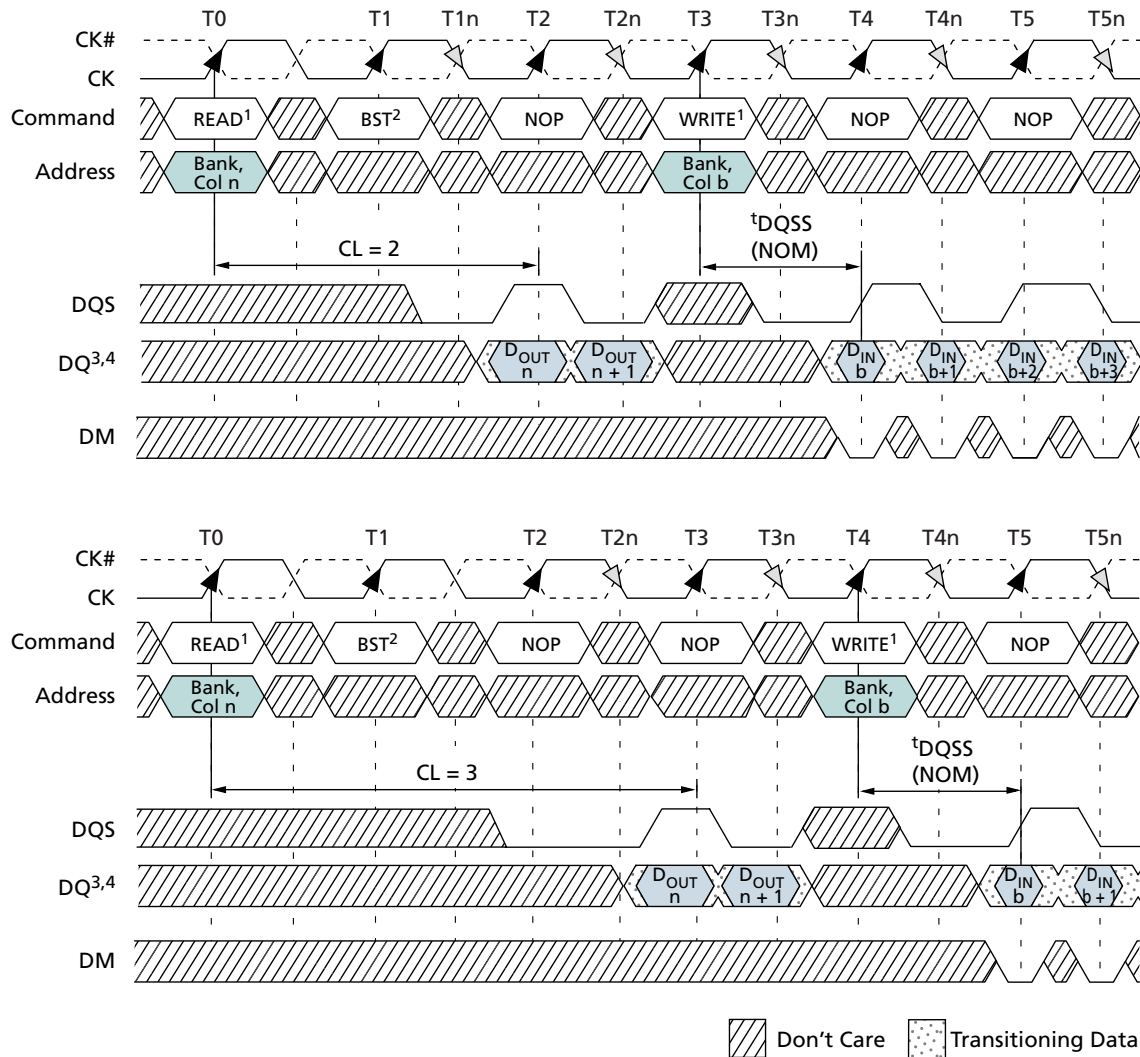 T0 T1 T1n T2 T2n T3 T3n T4 T4n T5 T5n
CK#
CK
Command READ¹ BST² NOP WRITE¹ NOP NOP
Address Bank, Col n Bank, Col b
CL = 2
ᵗDQSS
(NOM)
DQS
DQ³,⁴ DOUT n DOUT n + 1 DIN b DIN b+1 DIN b+2 DIN b+3
DM
T0 T1 T2 T2n T3 T3n T4 T4n T5 T5n
CK#
CK
Command READ¹ BST² NOP NOP WRITE¹ NOP
Address Bank, Col n Bank, Col b
CL = 3
ᵗDQSS
(NOM)
DQS
DQ³,⁴ DOUT n DOUT n + 1 DIN b DIN b + 1
DM
Don't Care Transitioning Data